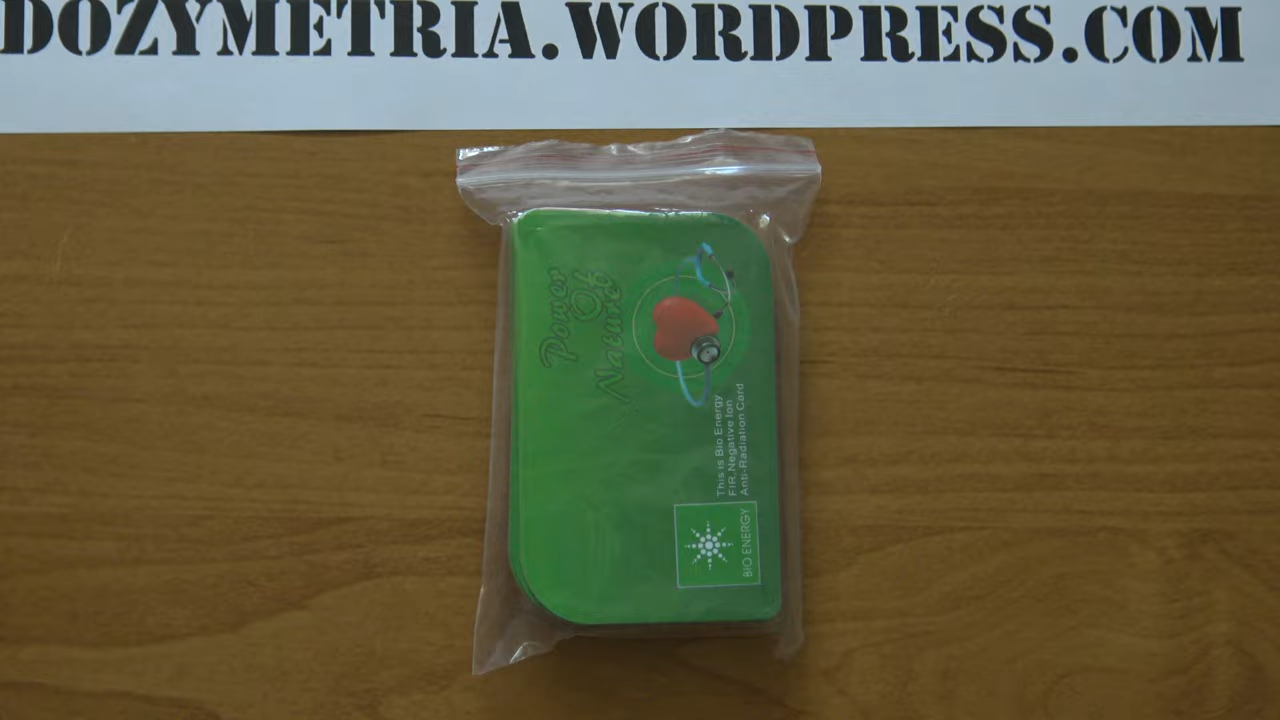 DOZYMETRIA.WORDPRESS.COM
Power
Of
Nature
This is Bio Energy
FIR.Negative Ion
Anti-Radiation Card
BIO ENERGY